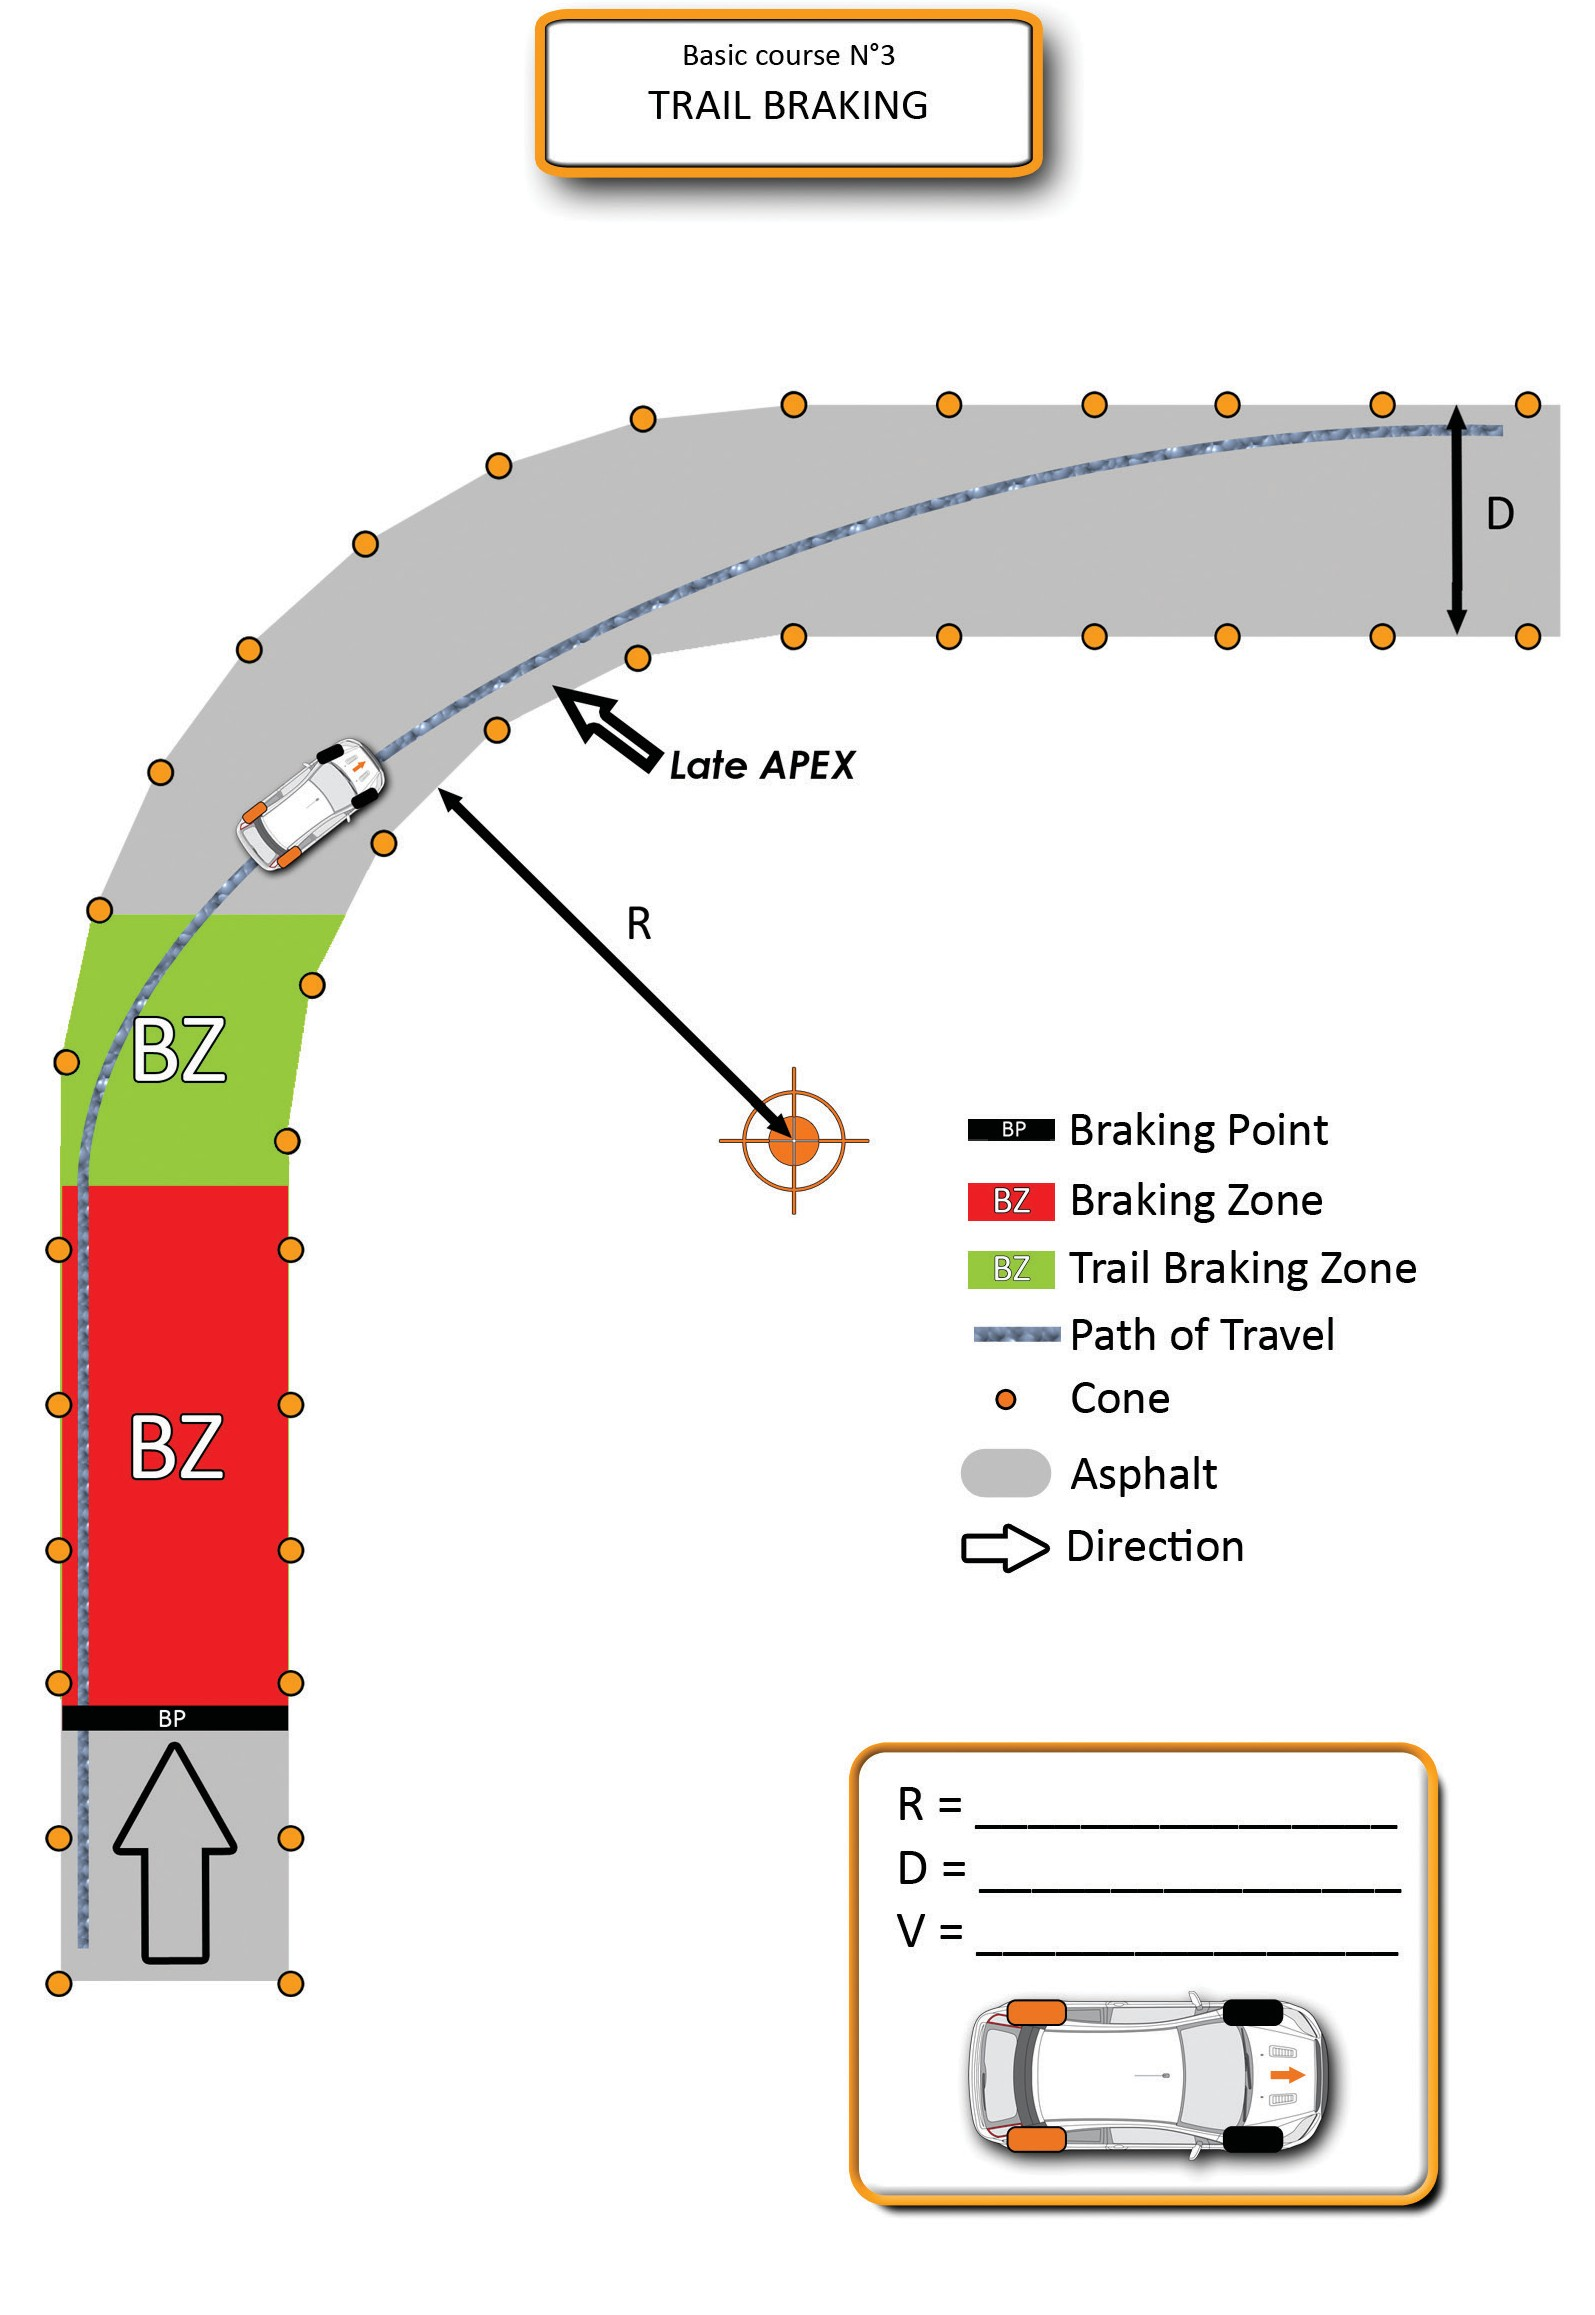 Basic course N°3
TRAIL BRAKING
D
Late APEX
R
BZ
BP Braking Point
BZ Braking Zone
BZ Trail Braking Zone
Path of Travel
Cone
BZ
Asphalt
Direction
BP
R = ________________
D = ________________
V = ________________